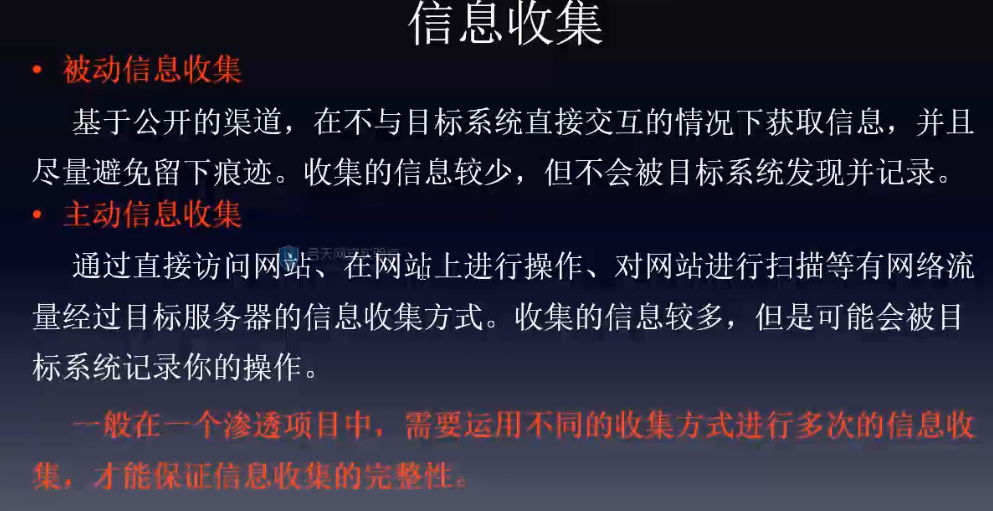 信息收集
• 被动信息收集
基于公开的渠道，在不与目标系统直接交互的情况下获取信息，并且
尽量避免留下痕迹。收集的信息较少，但不会被目标系统发现并记录。
• 主动信息收集
通过直接访问网站、在网站上进行操作、对网站进行扫描等有网络流
量经过目标服务器的信息收集方式。收集的信息较多，但是可能会被目
标系统记录你的操作。
一般在一个渗透项目中，需要运用不同的收集方式进行多次的信息收
集，才能保证信息收集的完整性。